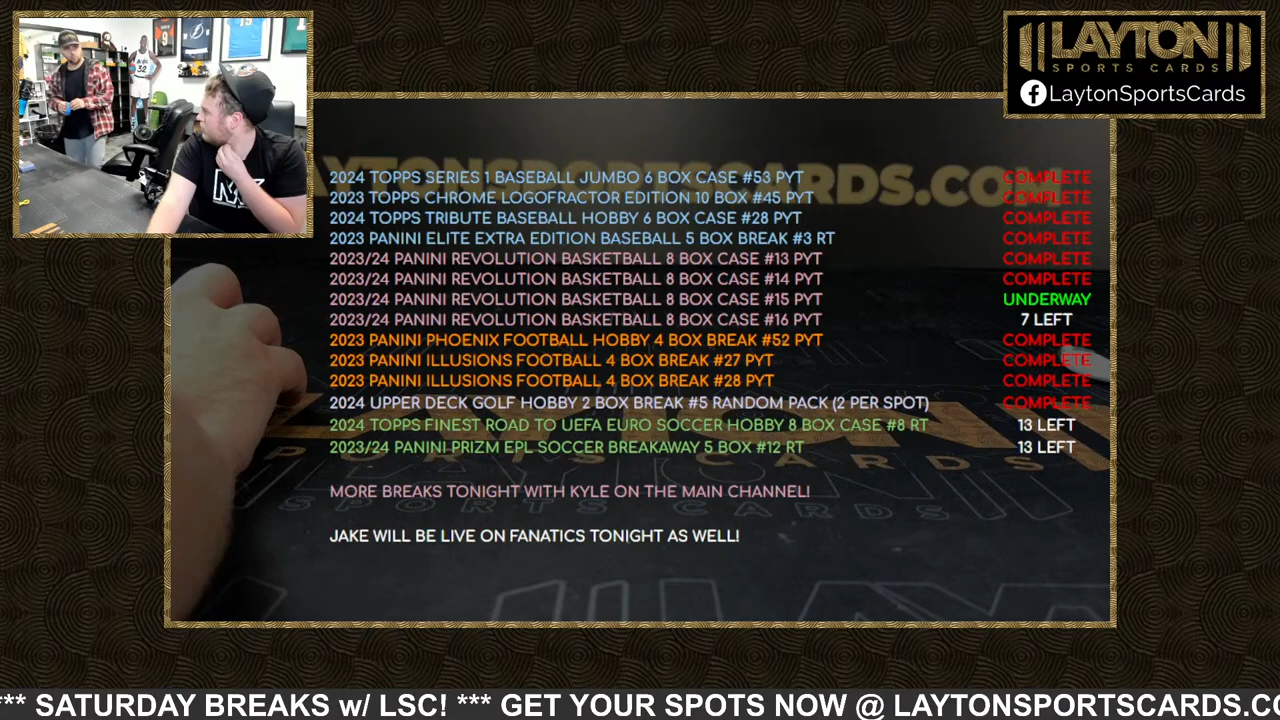 LAYTON
SPORTS CARDS
LaytonSportsCards
LAYTONSPORTSCARDS.CO
2024 TOPPS SERIES 1 BASEBALL JUMBO 6 BOX CASE #53 PYT COMPLETE
2023 TOPPS CHROME LOGOFRACTOR EDITION 10 BOX #45 PYT COMPLETE
2024 TOPPS TRIBUTE BASEBALL HOBBY 6 BOX CASE #28 PYT COMPLETE
2023 PANINI ELITE EXTRA EDITION BASEBALL 5 BOX BREAK #3 RT COMPLETE
2023/24 PANINI REVOLUTION BASKETBALL 8 BOX CASE #13 PYT COMPLETE
2023/24 PANINI REVOLUTION BASKETBALL 8 BOX CASE #14 PYT COMPLETE
2023/24 PANINI REVOLUTION BASKETBALL 8 BOX CASE #15 PYT UNDERWAY
2023/24 PANINI REVOLUTION BASKETBALL 8 BOX CASE #16 PYT 7 LEFT
2023 PANINI PHOENIX FOOTBALL HOBBY 4 BOX BREAK #52 PYT COMPLETE
2023 PANINI ILLUSIONS FOOTBALL 4 BOX BREAK #27 PYT COMPLETE
2023 PANINI ILLUSIONS FOOTBALL 4 BOX BREAK #28 PYT COMPLETE
2024 UPPER DECK GOLF HOBBY 2 BOX BREAK #5 RANDOM PACK (2 PER SPOT) COMPLETE
2024 TOPPS FINEST ROAD TO UEFA EURO SOCCER HOBBY 8 BOX CASE #8 RT 13 LEFT
2023/24 PANINI PRIZM EPL SOCCER BREAKAWAY 5 BOX #12 RT 13 LEFT
MORE BREAKS TONIGHT WITH KYLE ON THE MAIN CHANNEL!
JAKE WILL BE LIVE ON FANATICS TONIGHT AS WELL!
*** SATURDAY BREAKS w/ LSC! *** GET YOUR SPOTS NOW @ LAYTONSPORTSCARDS.CO